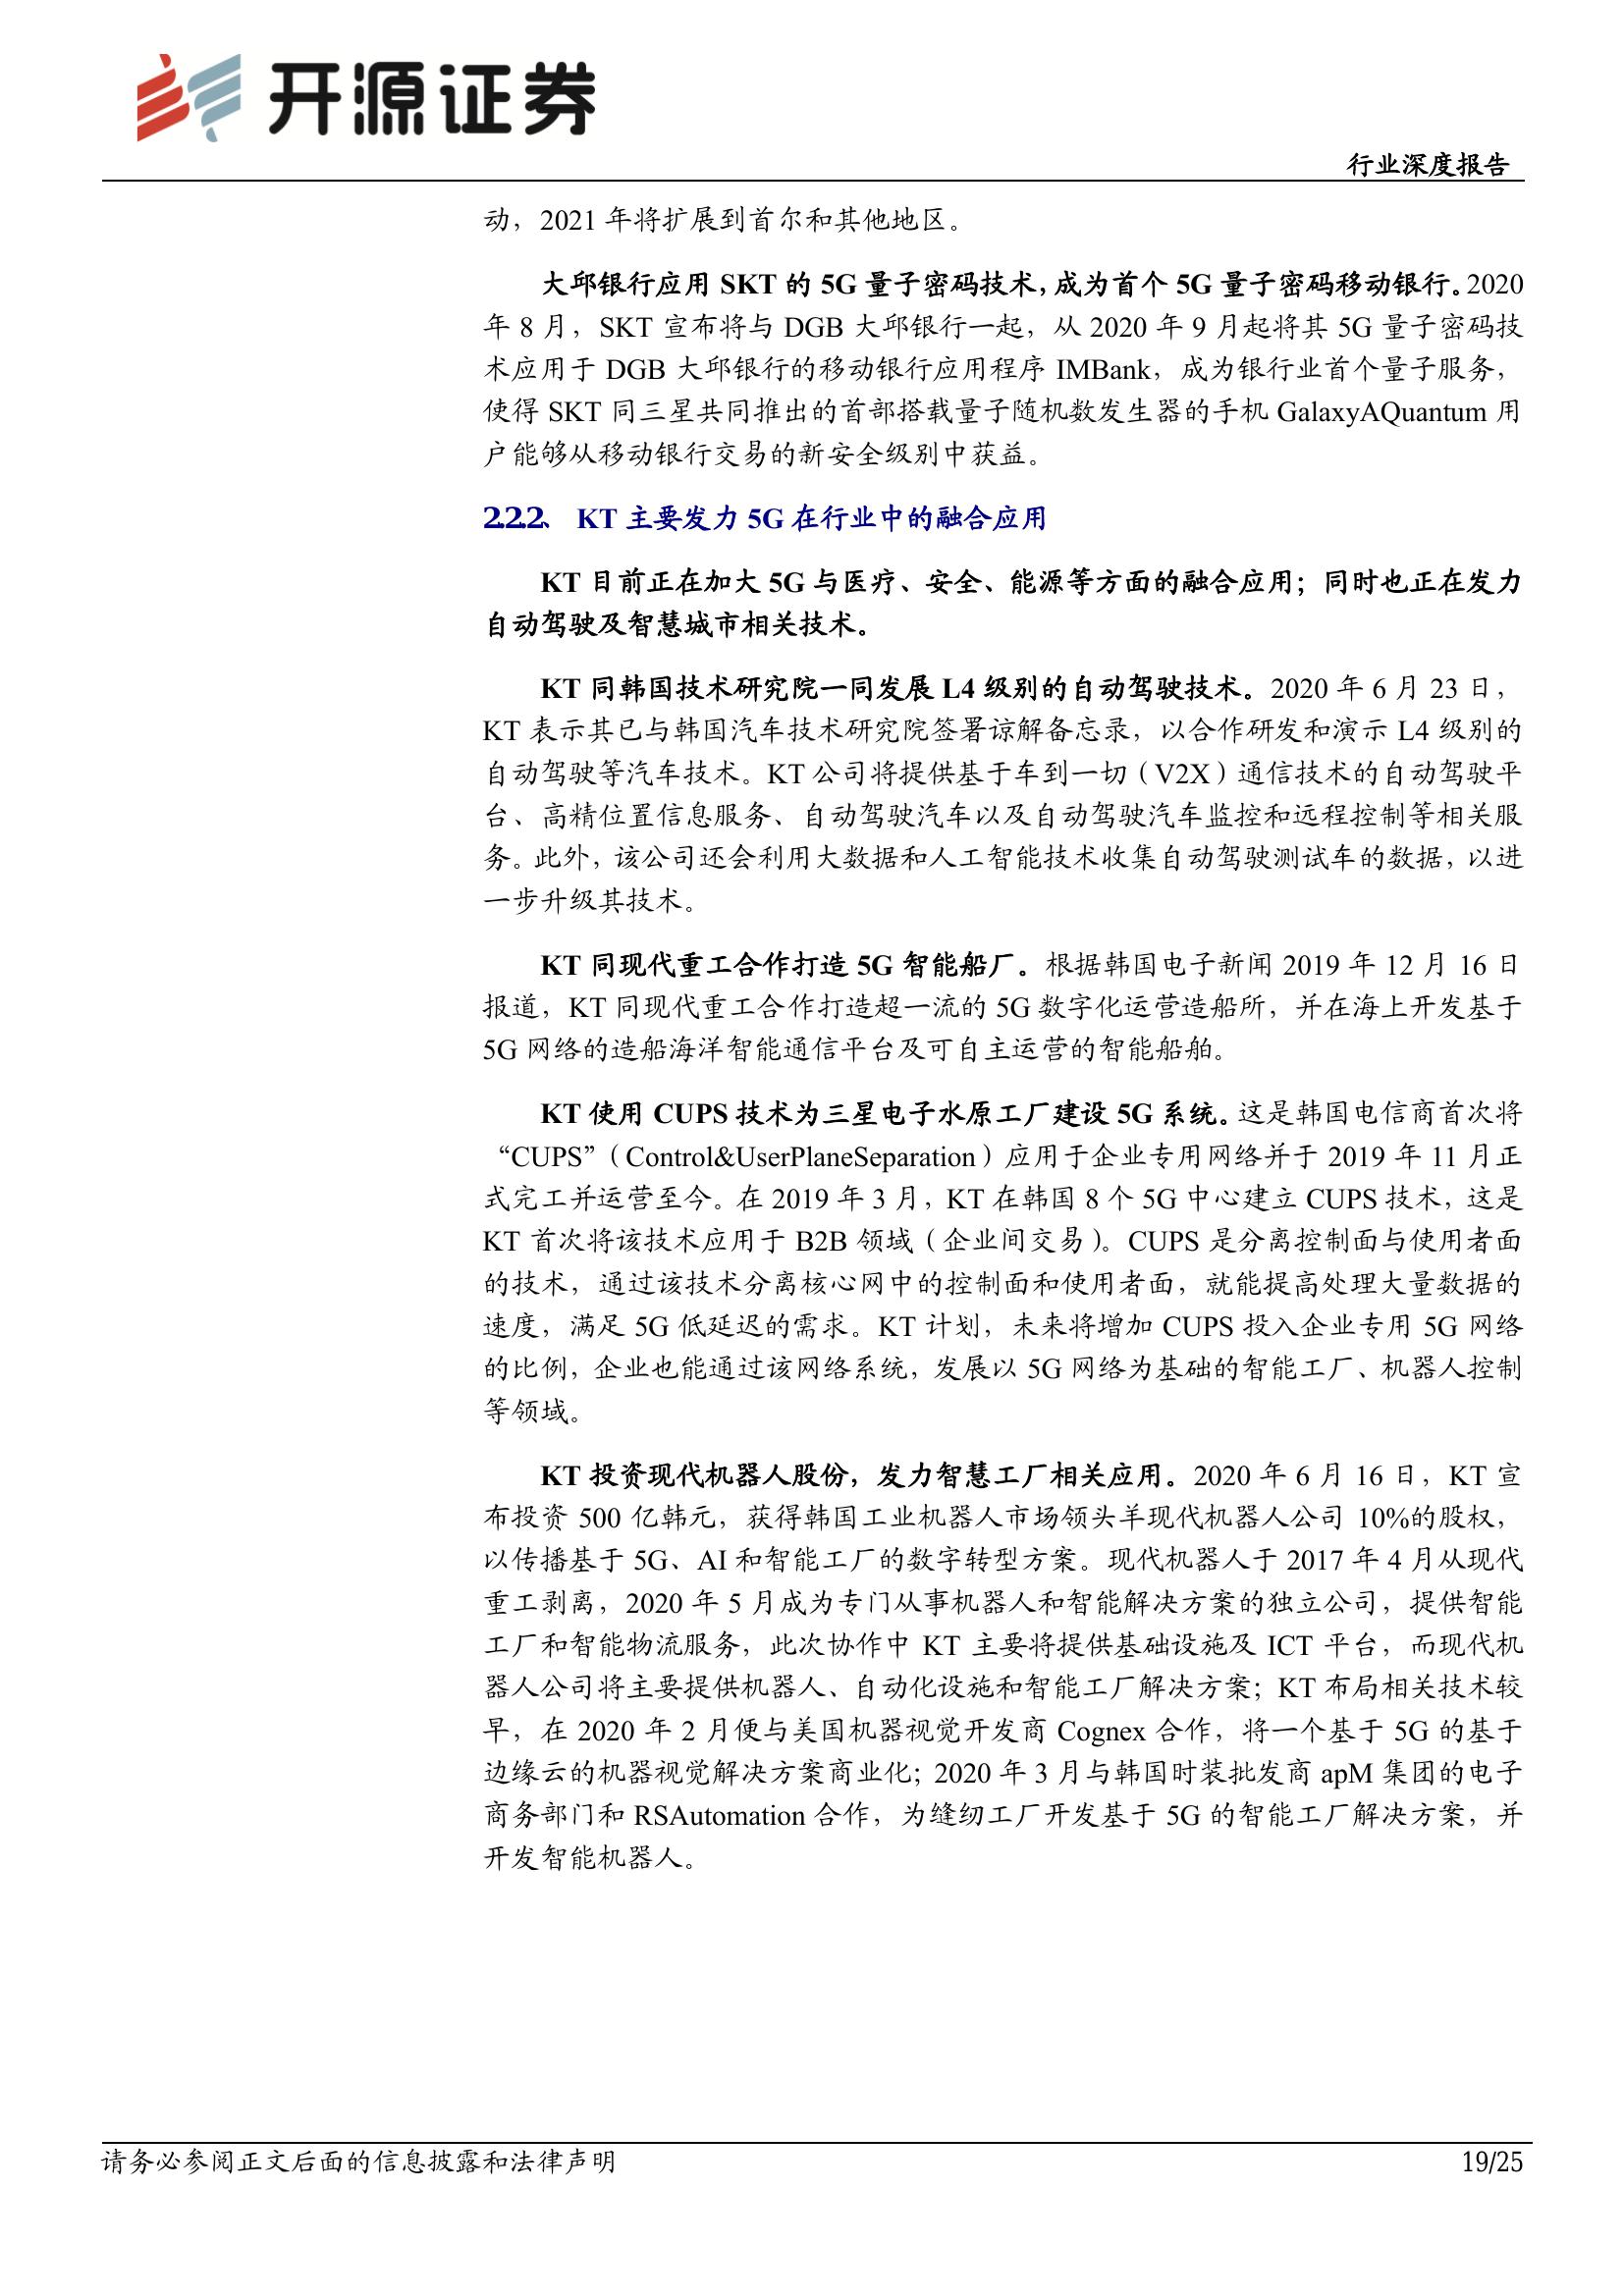 开源证券
行业深度报告
动，2021 年将扩展到首尔和其他地区。
大邱银行应用 SKT 的 5G 量子密码技术，成为首个 5G 量子密码移动银行。2020
年 8 月，SKT 宣布将与 DGB 大邱银行一起，从 2020 年 9 月起将其 5G 量子密码技
术应用于 DGB 大邱银行的移动银行应用程序 IMBank，成为银行业首个量子服务，
使得 SKT 同三星共同推出的首部搭载量子随机数发生器的手机 GalaxyAQuantum 用
户能够从移动银行交易的新安全级别中获益。
2.2.2、 KT 主要发力 5G 在行业中的融合应用
KT 目前正在加大 5G 与医疗、安全、能源等方面的融合应用；同时也正在发力
自动驾驶及智慧城市相关技术。
KT 同韩国技术研究院一同发展 L4 级别的自动驾驶技术。2020 年 6 月 23 日，
KT 表示其已与韩国汽车技术研究院签署谅解备忘录，以合作研发和演示 L4 级别的
自动驾驶等汽车技术。KT 公司将提供基于车到一切（V2X）通信技术的自动驾驶平
台、高精位置信息服务、自动驾驶汽车以及自动驾驶汽车监控和远程控制等相关服
务。此外，该公司还会利用大数据和人工智能技术收集自动驾驶测试车的数据，以进
一步升级其技术。
KT 同现代重工合作打造 5G 智能船厂。根据韩国电子新闻 2019 年 12 月 16 日
报道，KT 同现代重工合作打造超一流的 5G 数字化运营造船所，并在海上开发基于
5G 网络的造船海洋智能通信平台及可自主运营的智能船舶。
KT 使用 CUPS 技术为三星电子水原工厂建设 5G 系统。这是韩国电信商首次将
“CUPS”（Control&UserPlaneSeparation）应用于企业专用网络并于 2019 年 11 月正
式完工并运营至今。在 2019 年 3 月，KT 在韩国 8 个 5G 中心建立 CUPS 技术，这是
KT 首次将该技术应用于 B2B 领域（企业间交易）。CUPS 是分离控制面与使用者面
的技术，通过该技术分离核心网中的控制面和使用者面，就能提高处理大量数据的
速度，满足 5G 低延迟的需求。KT 计划，未来将增加 CUPS 投入企业专用 5G 网络
的比例，企业也能通过该网络系统，发展以 5G 网络为基础的智能工厂、机器人控制
等领域。
KT 投资现代机器人股份，发力智慧工厂相关应用。2020 年 6 月 16 日，KT 宣
布投资 500 亿韩元，获得韩国工业机器人市场领头羊现代机器人公司 10%的股权，
以传播基于 5G、AI 和智能工厂的数字转型方案。现代机器人于 2017 年 4 月从现代
重工剥离，2020 年 5 月成为专门从事机器人和智能解决方案的独立公司，提供智能
工厂和智能物流服务，此次协作中 KT 主要将提供基础设施及 ICT 平台，而现代机
器人公司将主要提供机器人、自动化设施和智能工厂解决方案；KT 布局相关技术较
早，在 2020 年 2 月便与美国机器视觉开发商 Cognex 合作，将一个基于 5G 的基于
边缘云的机器视觉解决方案商业化；2020 年 3 月与韩国时装批发商 apM 集团的电子
商务部门和 RSAutomation 合作，为缝纫工厂开发基于 5G 的智能工厂解决方案，并
开发智能机器人。
请务必参阅正文后面的信息披露和法律声明
19/25